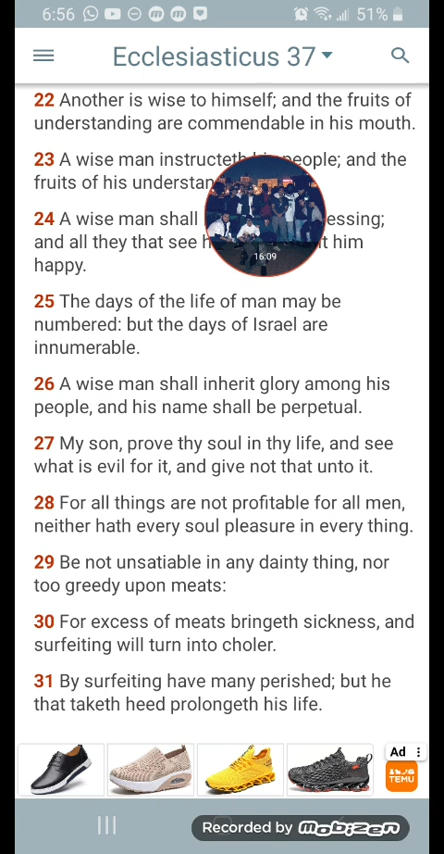 6:56
51%
Ecclesiasticus 37
22 Another is wise to himself; and the fruits of
understanding are commendable in his mouth.
23 A wise man instructeth people; and the
fruits of his
24 A wise man shall
and all they that see him
happy.
16:09
25 The days of the life of man may be
numbered: but the days of Israel are
innumerable.
26 A wise man shall inherit glory among his
people, and his name shall be perpetual.
27 My son, prove thy soul in thy life, and see
what is evil for it, and give not that unto it.
28 For all things are not profitable for all men,
neither hath every soul pleasure in every thing.
29 Be not unsatiable in any dainty thing, nor
too greedy upon meats:
30 For excess of meats bringeth sickness, and
surfeiting will turn into choler.
31 By surfeiting have many perished; but he
that taketh heed prolongeth his life.
Ad
TEMU
Recorded by Mobizen